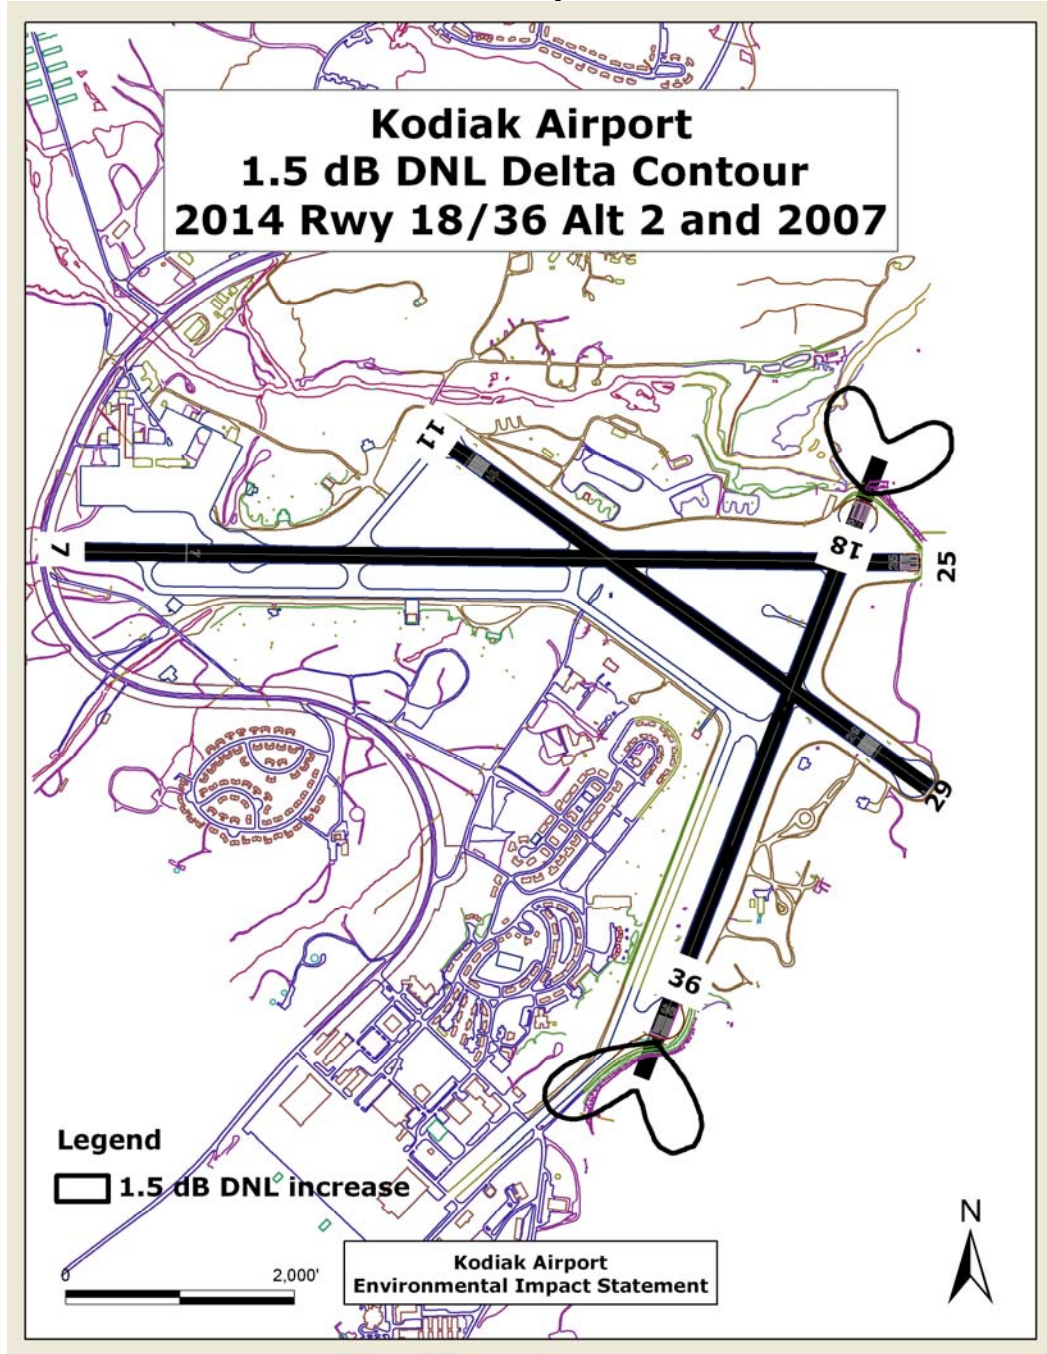 Kodiak Airport
1.5 dB DNL Delta Contour
2014 Rwy 18/36 Alt 2 and 2007
11
7
18
25
29
36
Legend
1.5 dB DNL increase
0 2,000'
Kodiak Airport
Environmental Impact Statement
N